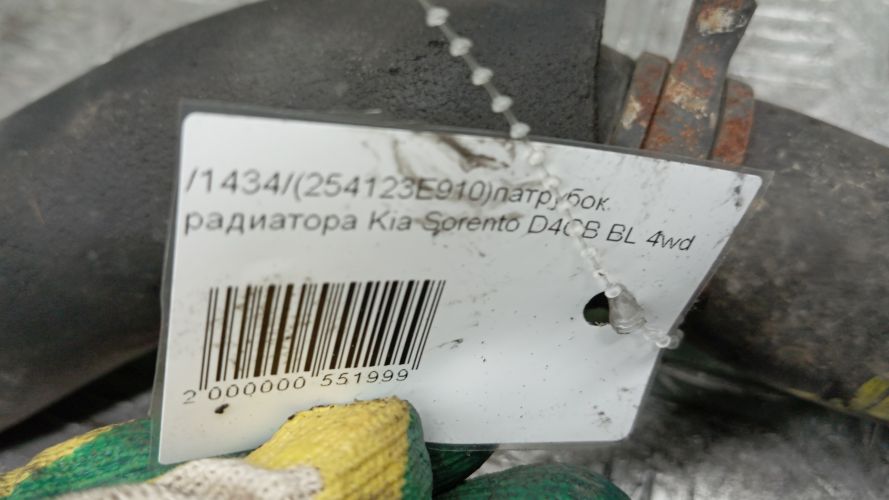 /1434/(254123E910)патрубок
радиатора Kia Sorento D4CB BL 4wd
2 000000 551999